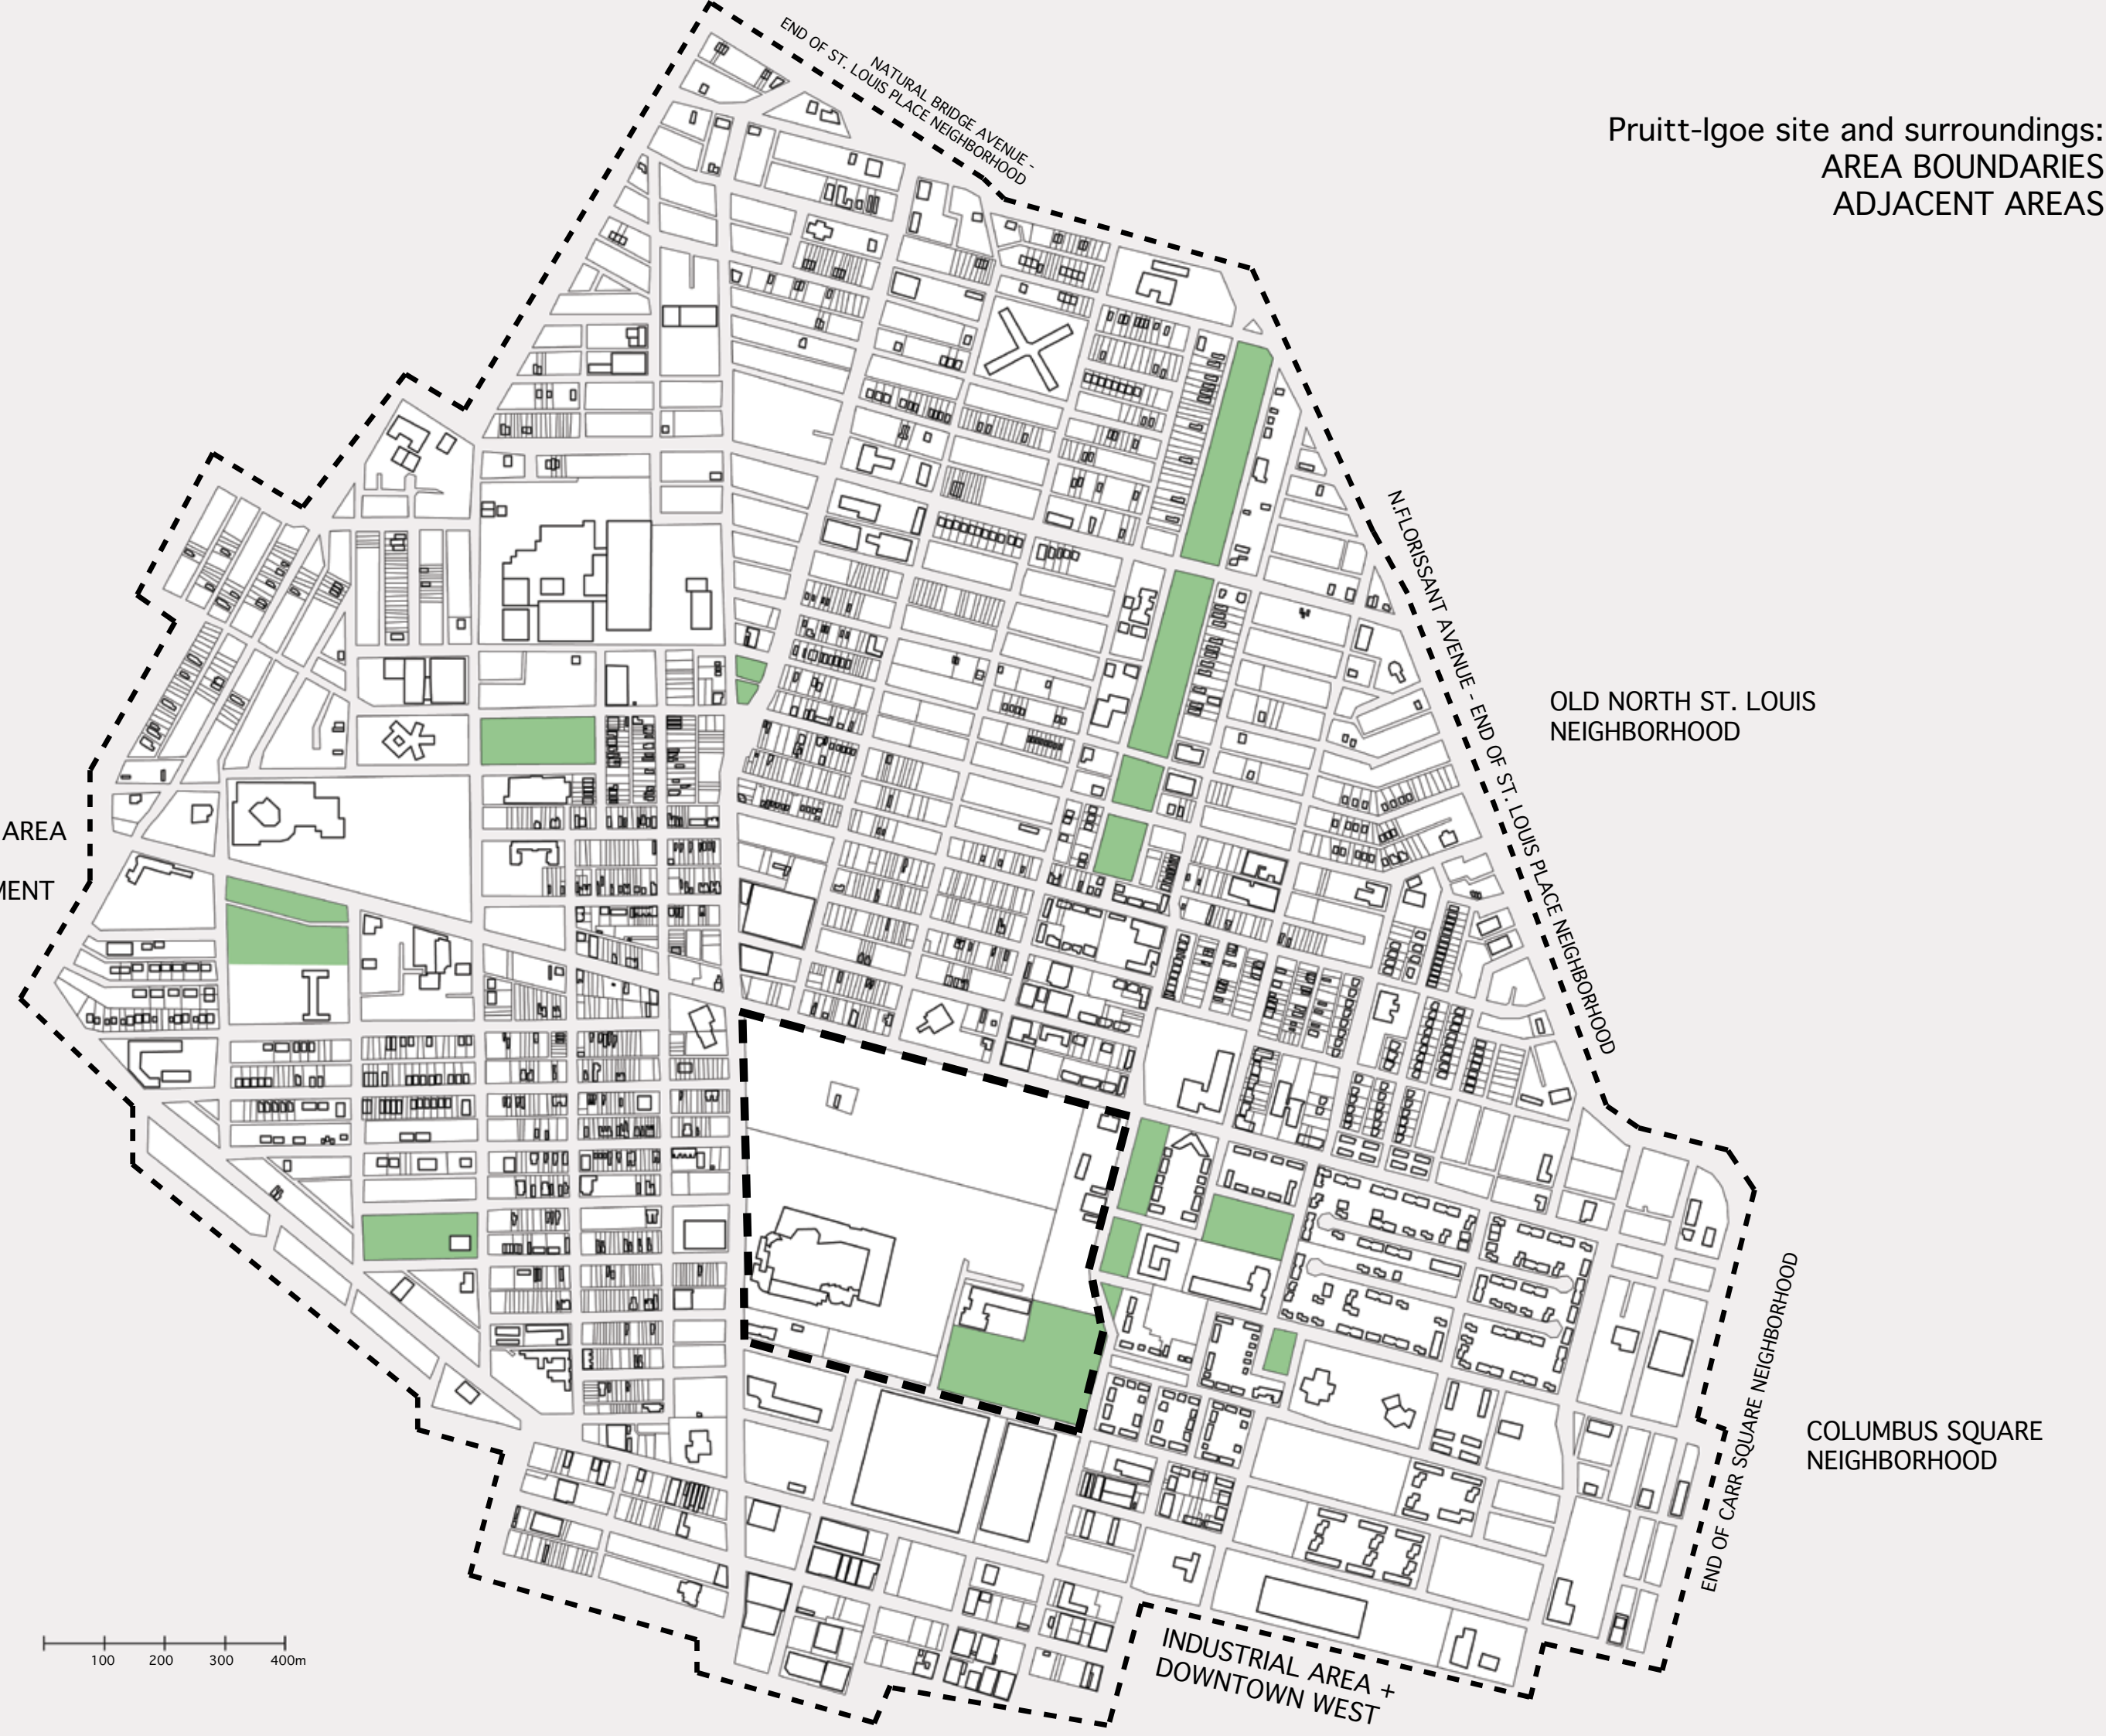 Pruitt-Igoe site and surroundings:
AREA BOUNDARIES
ADJACENT AREAS
NATURAL BRIDGE AVENUE -
END OF ST. LOUIS PLACE NEIGHBORHOOD
N.FLORISSANT AVENUE - END OF ST. LOUIS PLACE NEIGHBORHOOD
OLD NORTH ST. LOUIS
NEIGHBORHOOD
AREA
MENT
END OF CARR SQUARE NEIGHBORHOOD
COLUMBUS SQUARE
NEIGHBORHOOD
INDUSTRIAL AREA +
DOWNTOWN WEST
100 200 300 400m